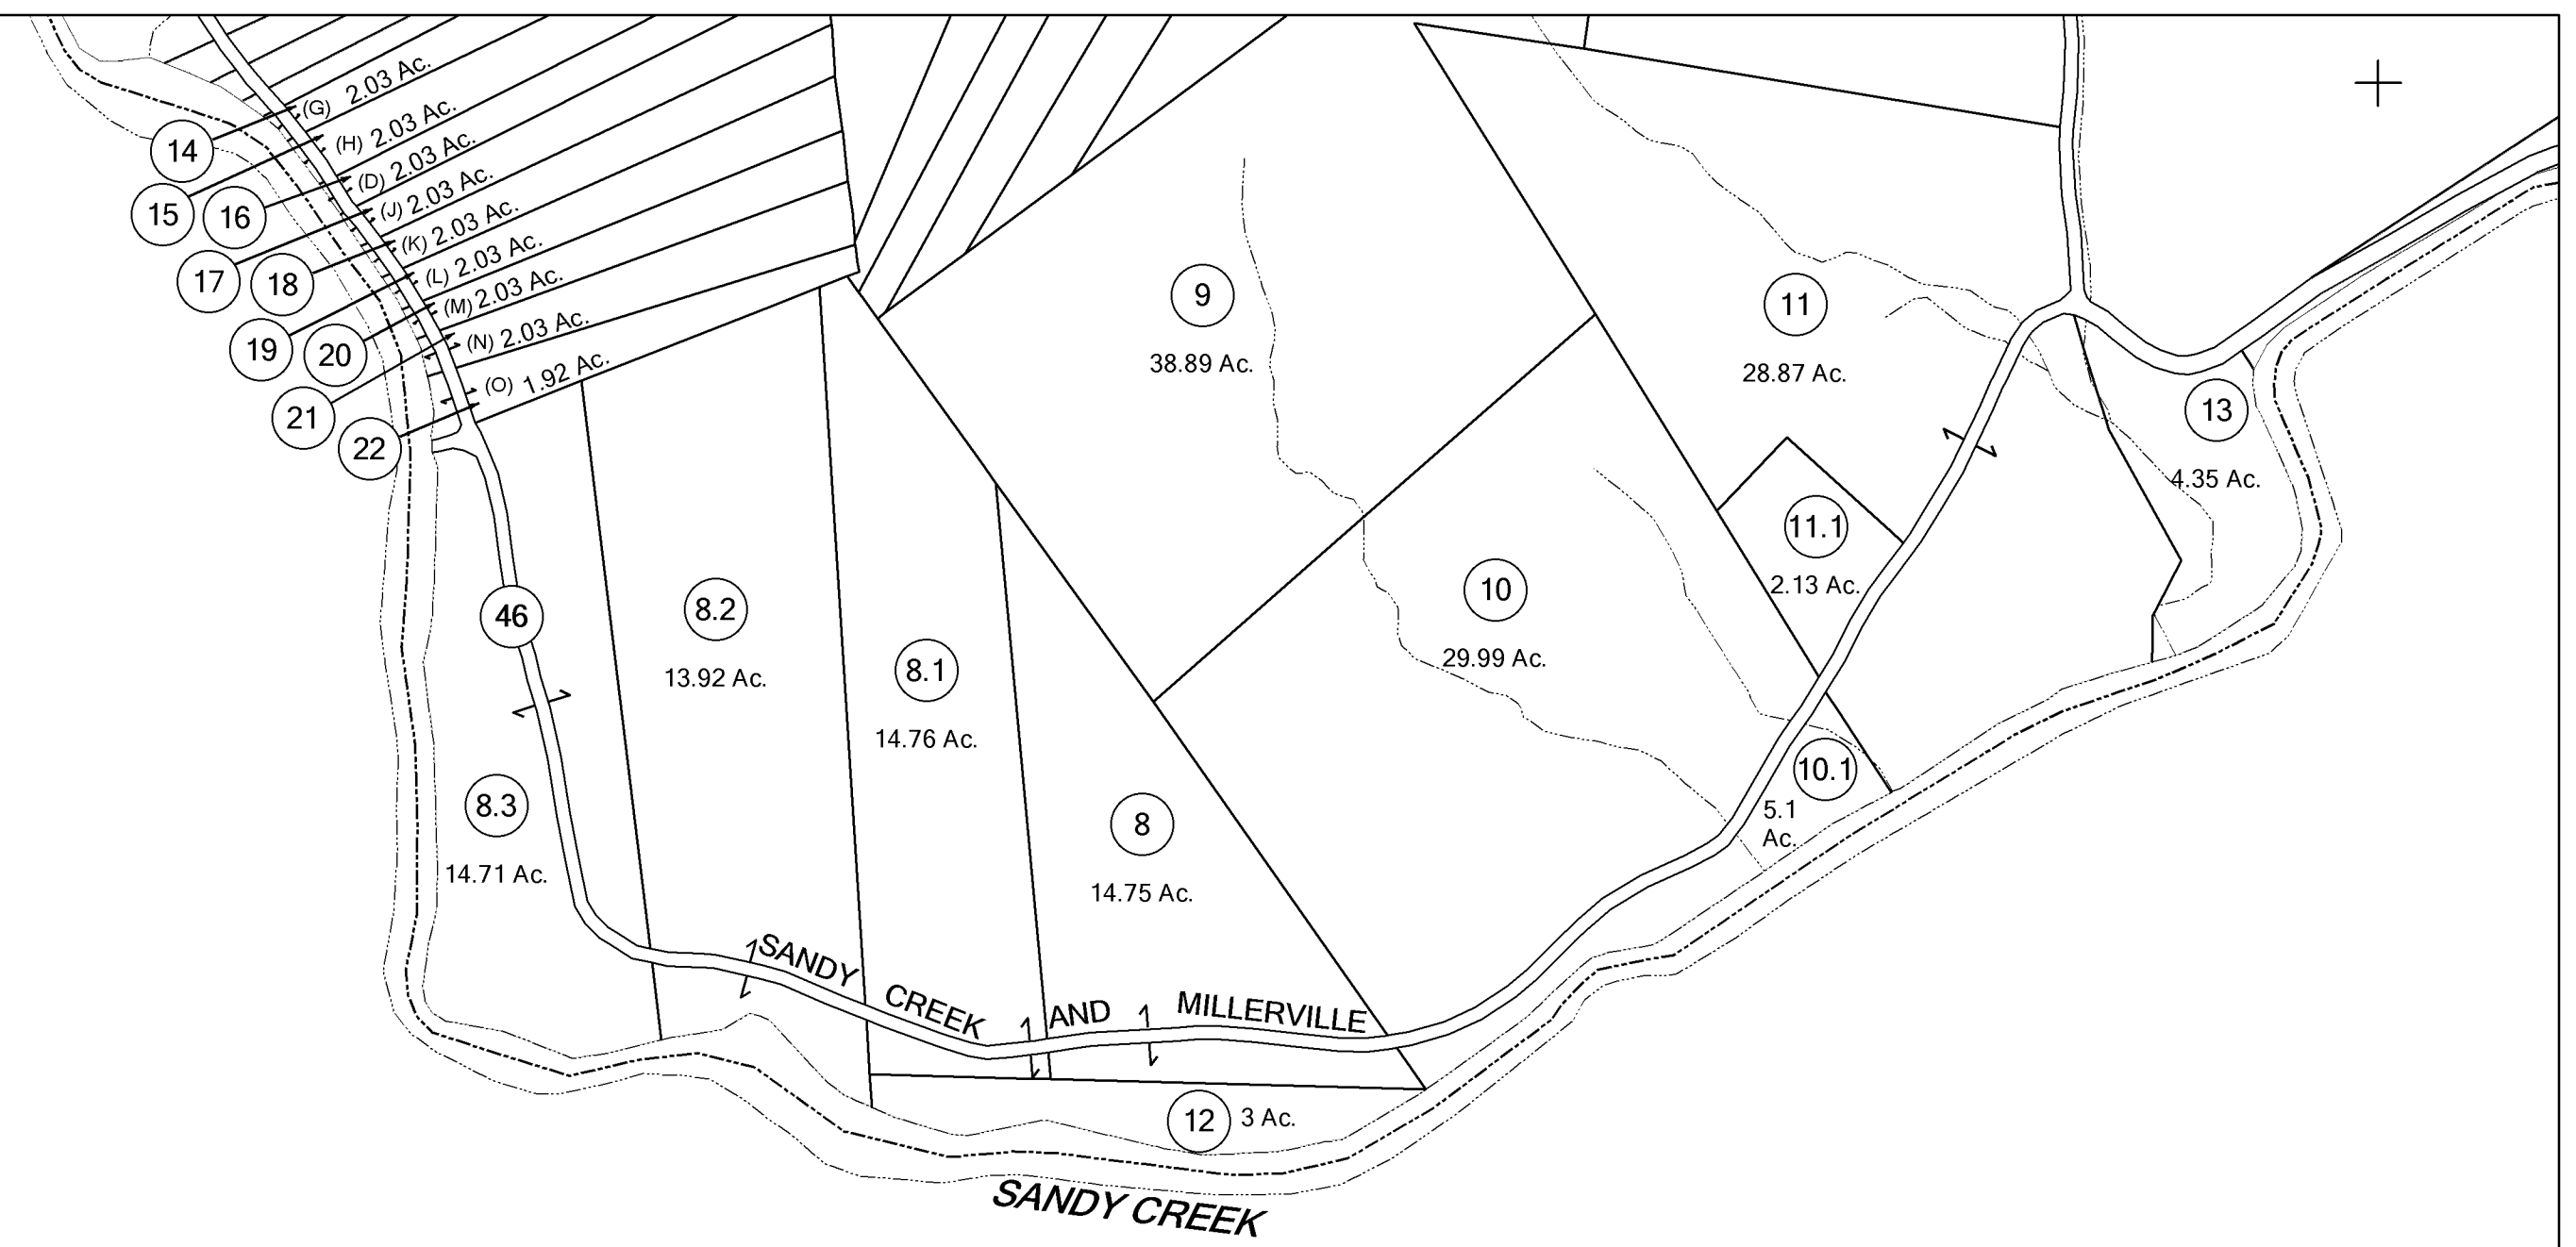 (G) 2.03 Ac.
14
(H) 2.03 Ac.
15
(D) 2.03 Ac.
16
(J) 2.03 Ac.
17
(K) 2.03 Ac.
18
(L) 2.03 Ac.
19
(M) 2.03 Ac.
20
(N) 2.03 Ac.
21
(O) 1.92 Ac.
22
9
38.89 Ac.
11
28.87 Ac.
13
4.35 Ac.
11.1
2.13 Ac.
10
29.99 Ac.
46
8.2
13.92 Ac.
8.1
14.76 Ac.
10.1
5.1
Ac.
8.3
14.71 Ac.
8
14.75 Ac.
SANDY CREEK AND MILLERVILLE
12 3 Ac.
SANDY CREEK